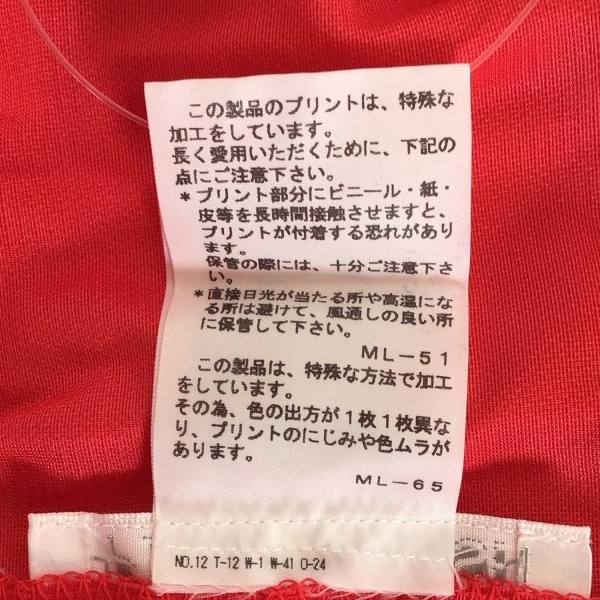 この製品のプリントは、特殊な
加工をしています。
長く愛用いただくために、下記の
点にご注意下さい。
*プリント部分にビニール・紙・
皮等を長時間接触させますと、
プリントが付着する恐れがあり
ます。
保管の際には、十分ご注意下さ
い。
*直接日光が当たる所や高温にな
る所は避けて、風通しの良い所
に保管して下さい。
ML-51
この製品は、特殊な方法で加工
をしています。
その為、色の出方が1枚1枚異な
り、プリントのにじみや色ムラが
あります。
ML-65
NO.12 T-12 W-1 W-41 O-24